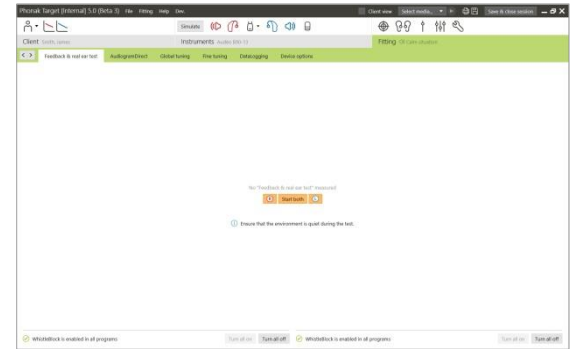 Phonak Target [Internal] 5.0 (Beta 3) File Fitting Help Dev. Client view Select media... Save & close session
Simulate
Client Smith, James Instruments Fitting
Feedback & real ear test AudiogramDirect Global tuning Fine tuning DataLogging Device options
No "Feedback & real ear test" measured
R Start both L
Ensure that the environment is quiet during the test.
WhistleBlock is enabled in all programs Turn all on Turn all off WhistleBlock is enabled in all programs Turn all on Turn all off